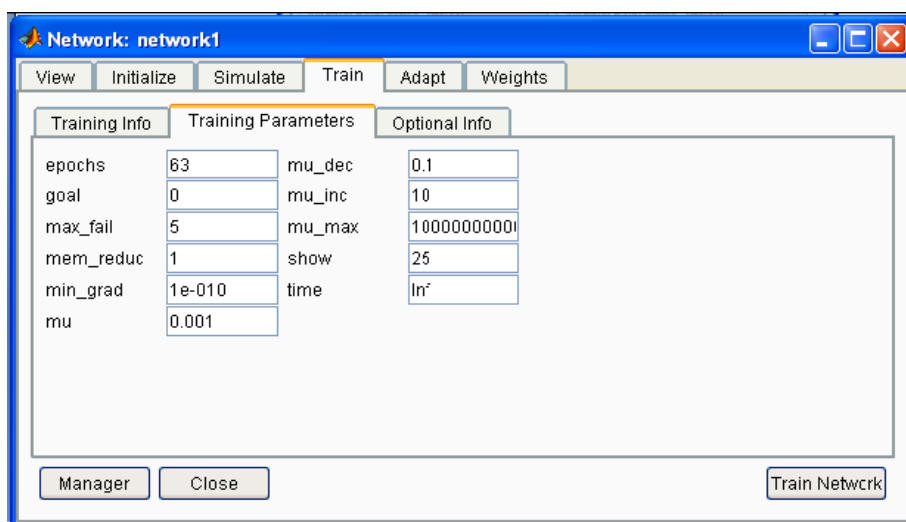 Network: network1
View Initialize Simulate Train Adapt Weights
Training Info Training Parameters Optional Info
epochs 63 mu_dec 0.1
goal 0 mu_inc 10
max_fail 5 mu_max 1000000000
mem_reduc 1 show 25
min_grad 1e-010 time Inf
mu 0.001
Manager Close Train Network